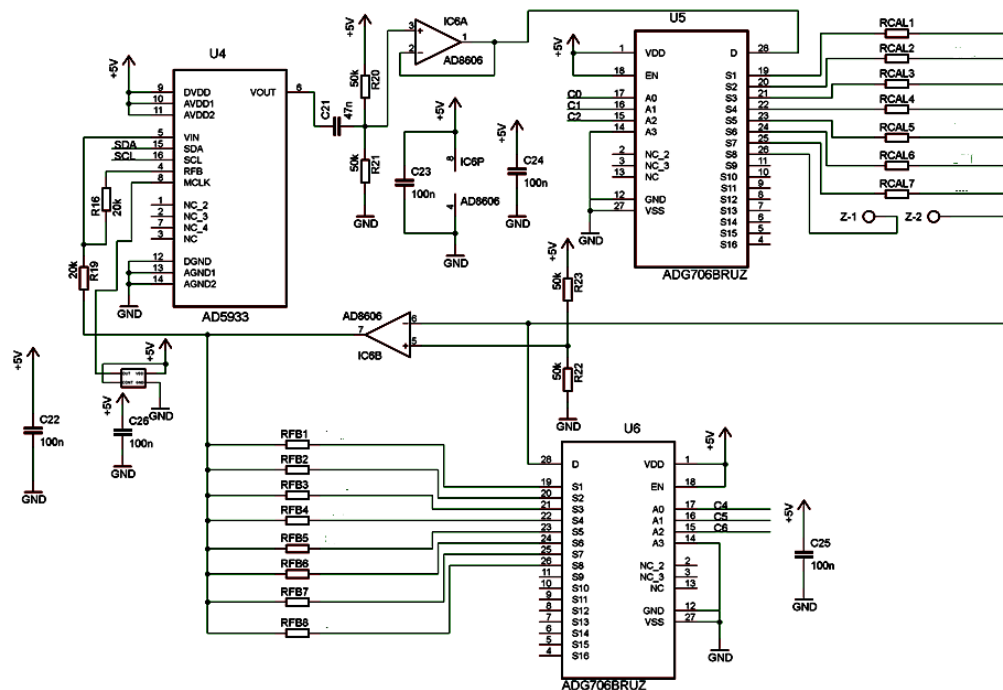 +5V
U4
9 DVDD
10 AVDD1
11 AVDD2
VOUT 6
5 VIN
SDA 15 SDA
SCL 16 SCL
4 RFB
8 MCLK
1 NC_2
2 NC_3
7 NC_4
3 NC
12 DGND
13 AGND1
14 AGND2
AD5933
GND
R16
20k
20k
R19
C21
47n
+5V
50k
R20
50k
R21
GND
IC6A
3 +
2 -
1
AD8606
+5V
C23
100n
8
IC6P
4
AD8606
GND
+5V
C24
100n
GND
+5V
U5
1 VDD
18 EN
C0 17 A0
C1 16 A1
C2 15 A2
14 A3
2 NC_2
3 NC_3
13 NC
12 GND
27 VSS
GND
D 28
S1 19
S2 20
S3 21
S4 22
S5 23
S6 24
S7 25
S8 26
S9 11
S10 10
S11 9
S12 8
S13 7
S14 6
S15 5
S16 4
ADG706BRUZ
RCAL1
RCAL2
RCAL3
RCAL4
RCAL5
RCAL6
RCAL7
Z-1
Z-2
+5V
50k
R23
50k
R22
GND
AD8606
7
- 6
+ 5
IC6B
+5V
C22
100n
GND
+5V
OUT VDD
CONT GND
GND
+5V
C26
100n
GND
RFB1
RFB2
RFB3
RFB4
RFB5
RFB6
RFB7
RFB8
U6
28 D
19 S1
20 S2
21 S3
22 S4
23 S5
24 S6
25 S7
26 S8
11 S9
10 S10
9 S11
8 S12
7 S13
6 S14
5 S15
4 S16
VDD 1
EN 18
A0 17 C4
A1 16 C5
A2 15 C6
A3 14
NC_2 2
NC_3 3
NC 13
GND 12
VSS 27
+5V
GND
ADG706BRUZ
+5V
C25
100n
GND